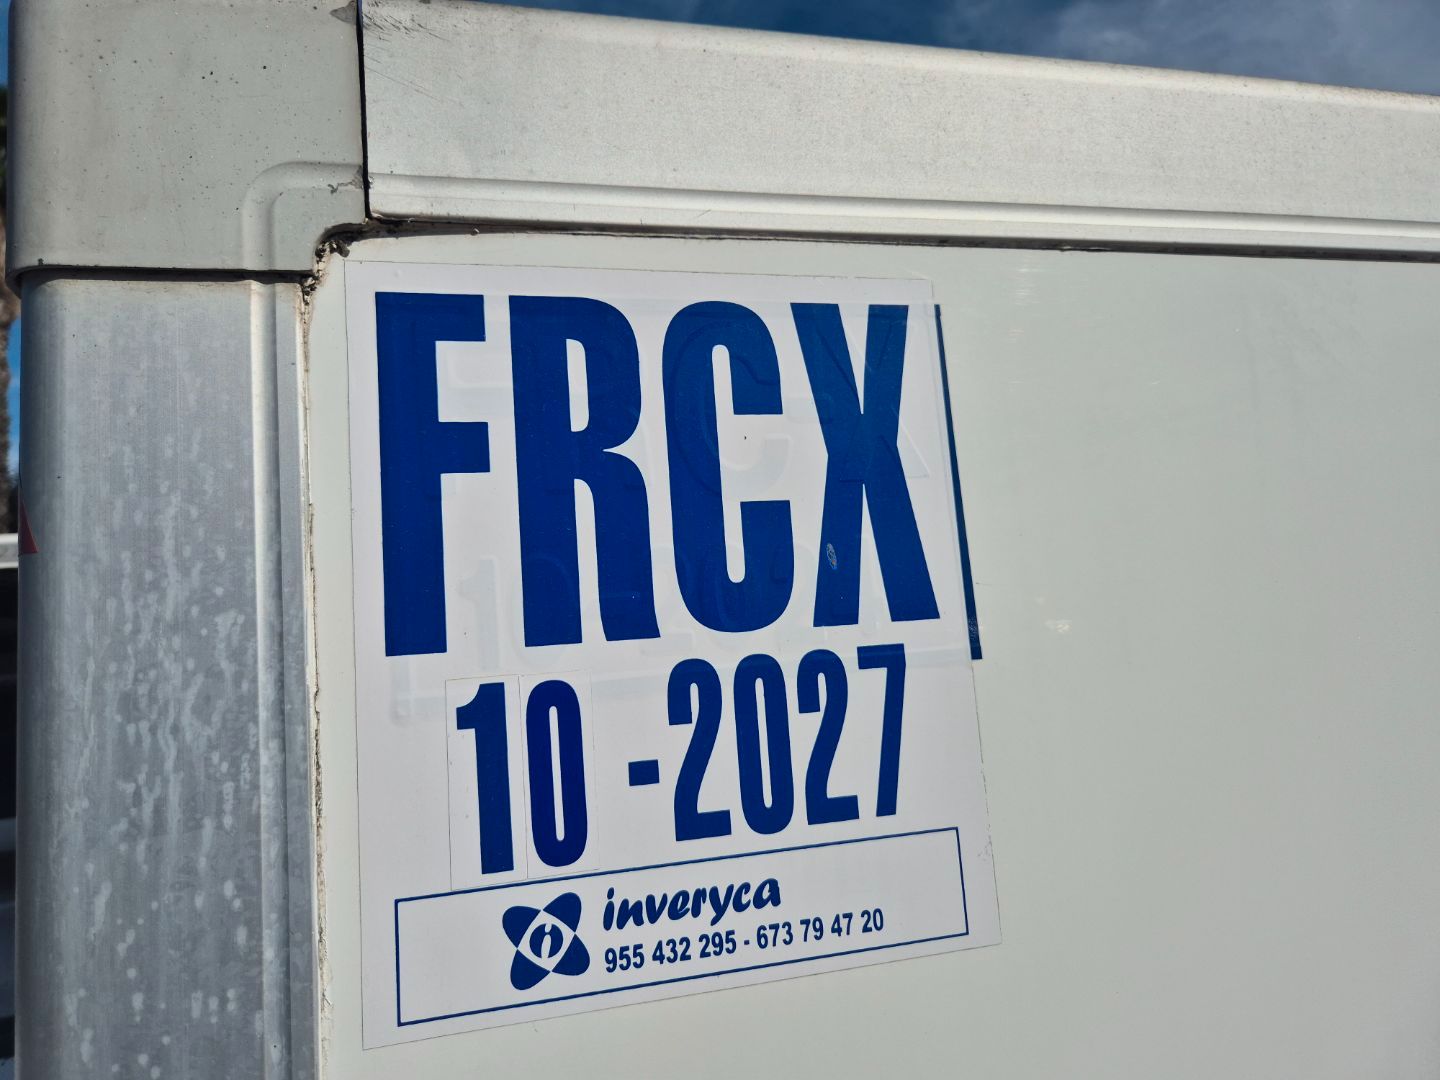 FRCX
10 -2027
inveryca
955 432 295 - 673 79 47 20